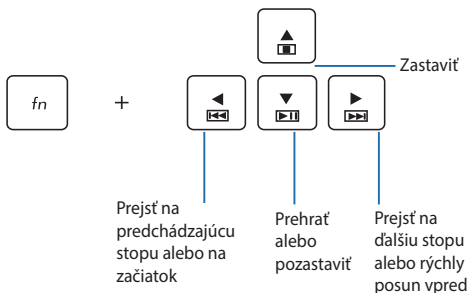 Zastaviť
fn +
Prejsť na
predchádzajúcu
stopu alebo na
začiatok
Prehrať
alebo
pozastaviť
Prejsť na
ďalšiu stopu
alebo rýchly
posun vpred